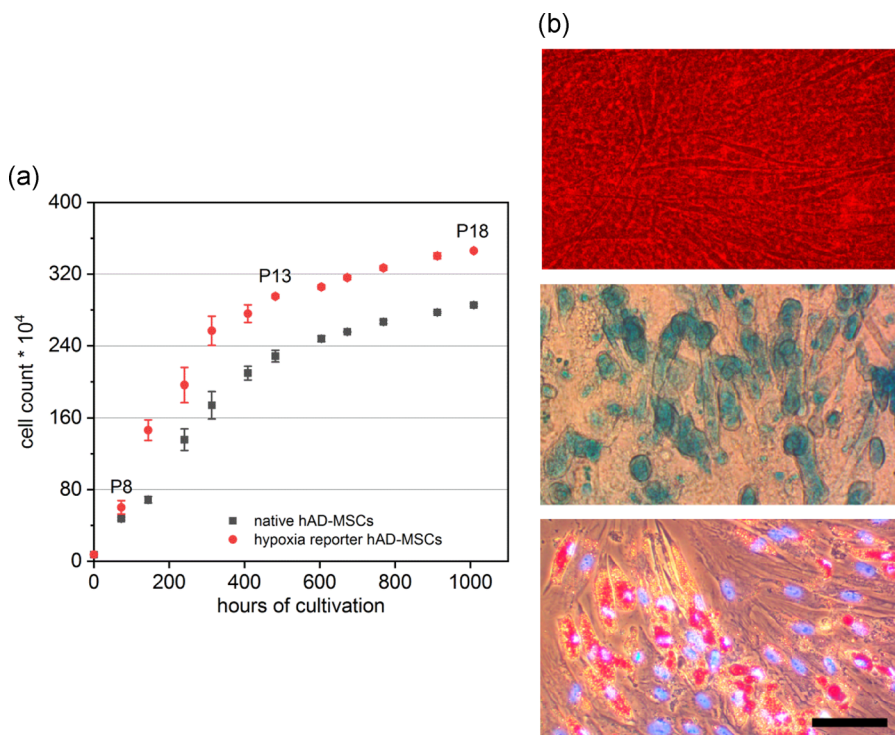 (b)
(a)
400
320
240
160
80
0
cell count * 10⁴
P8
P13
P18
native hAD-MSCs
hypoxia reporter hAD-MSCs
0 200 400 600 800 1000
hours of cultivation